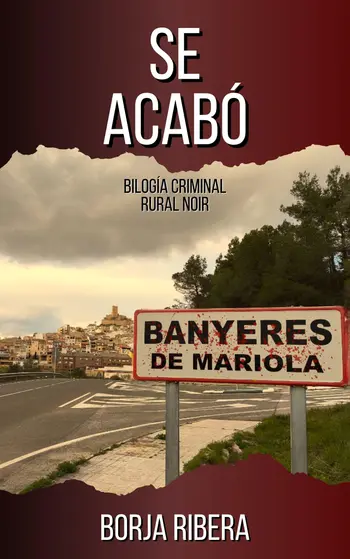 SE
ACABÓ
BILOGÍA CRIMINAL
RURAL NOIR
BANYERES
DE MARIOLA
BORJA RIBERA